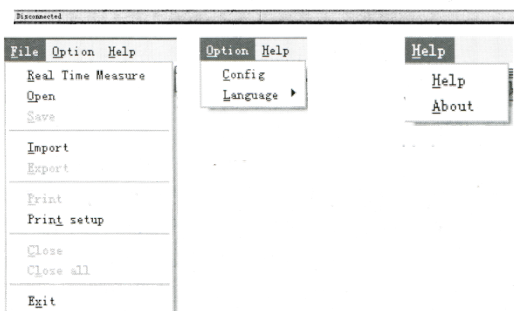 Disconnected
File Option Help
Real Time Measure
Open
Save
Import
Export
Print
Print setup
Close
Close all
Exit
Option Help
Config
Language
Help
Help
About